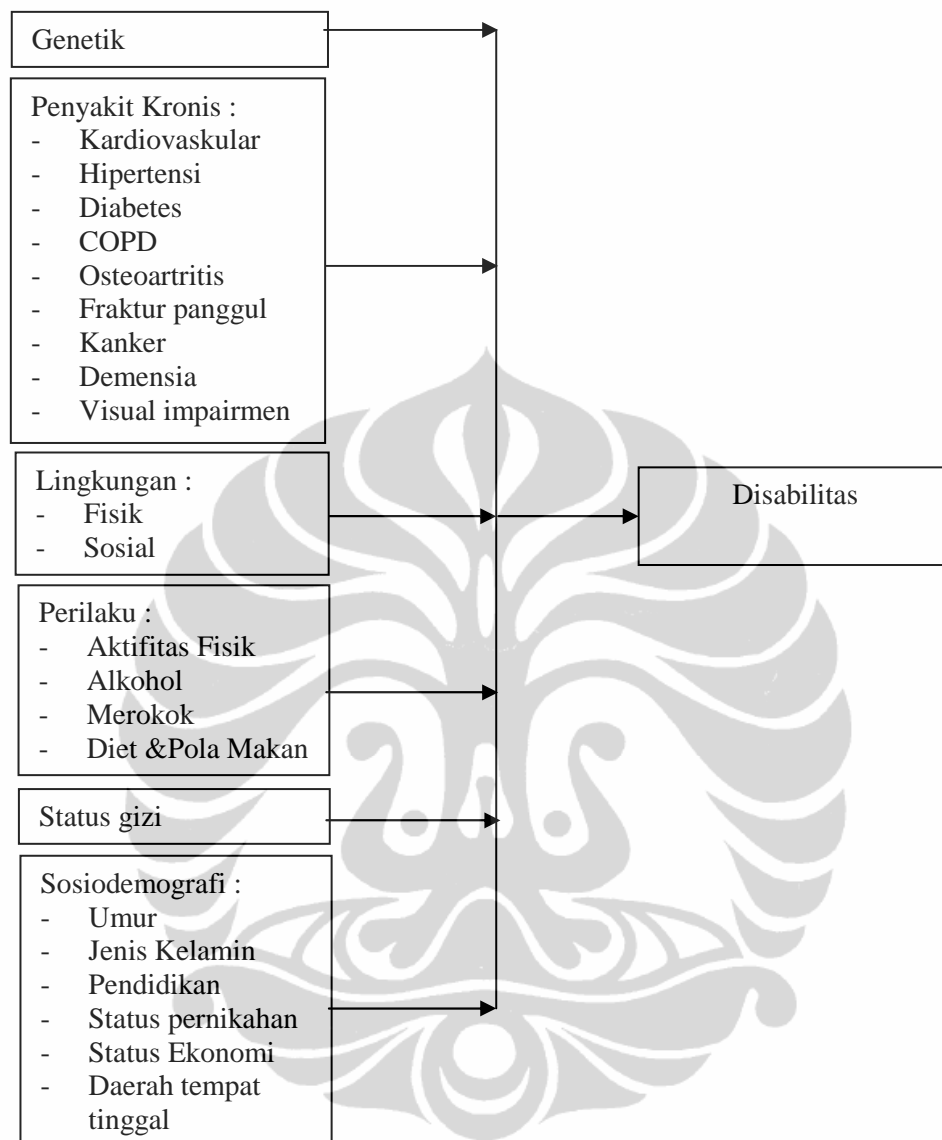 Genetik
Penyakit Kronis :
- Kardiovaskular
- Hipertensi
- Diabetes
- COPD
- Osteoartritis
- Fraktur panggul
- Kanker
- Demensia
- Visual impairmen
Lingkungan :
- Fisik
- Sosial
Disabilitas
Perilaku :
- Aktifitas Fisik
- Alkohol
- Merokok
- Diet &Pola Makan
Status gizi
Sosiodemografi :
- Umur
- Jenis Kelamin
- Pendidikan
- Status pernikahan
- Status Ekonomi
- Daerah tempat
tinggal